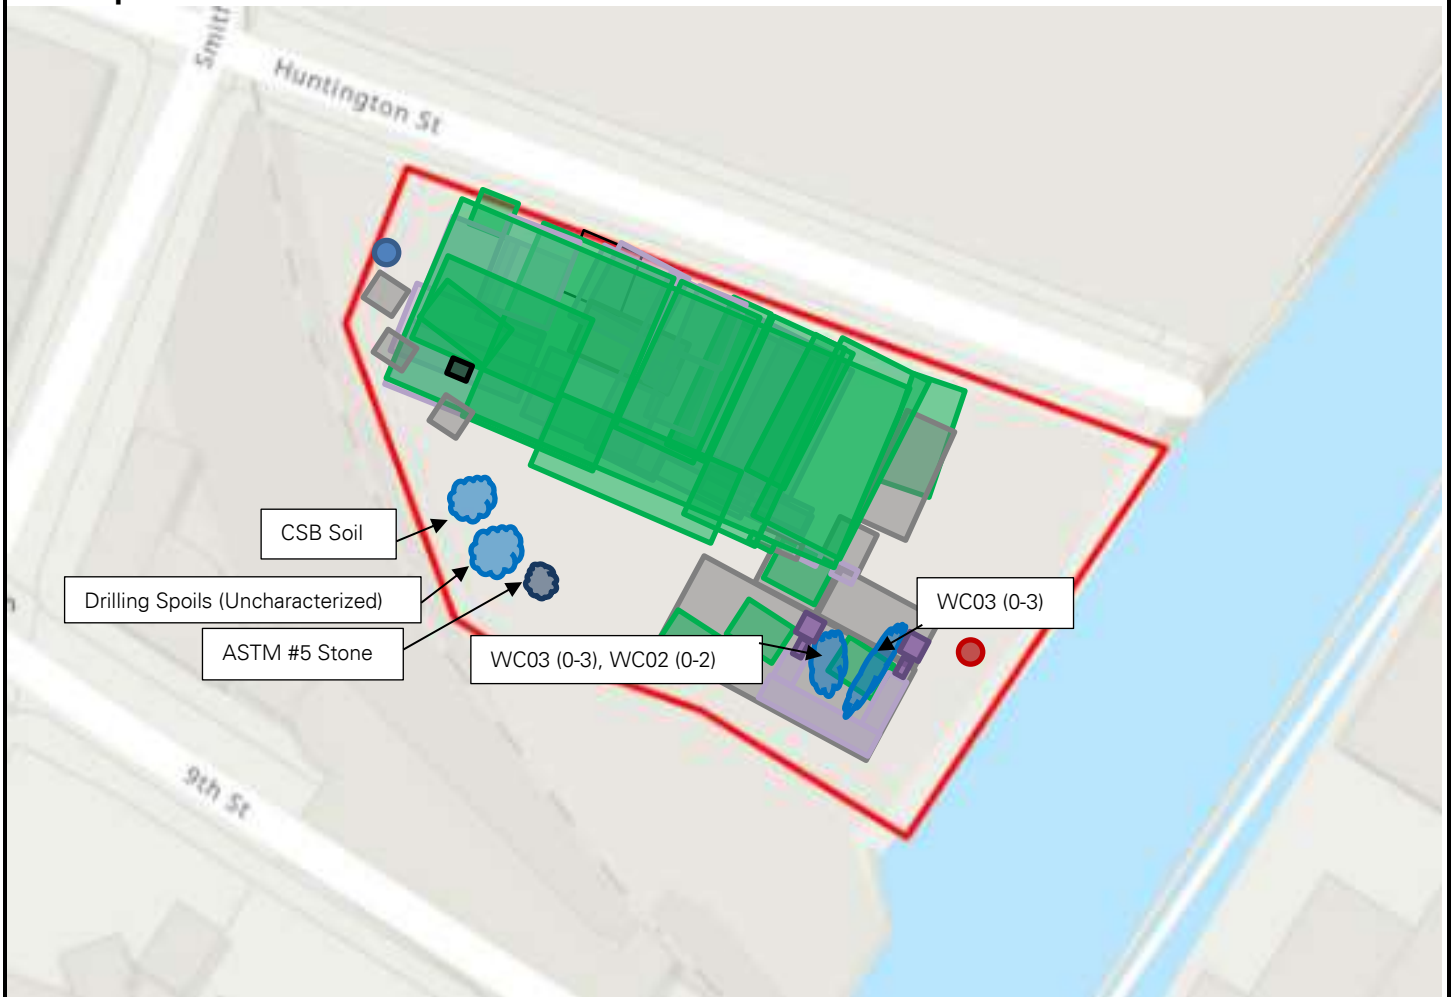 Smith
Huntington St
CSB Soil
Drilling Spoils (Uncharacterized)
WC03 (0-3)
ASTM #5 Stone
WC03 (0-3), WC02 (0-2)
9th St